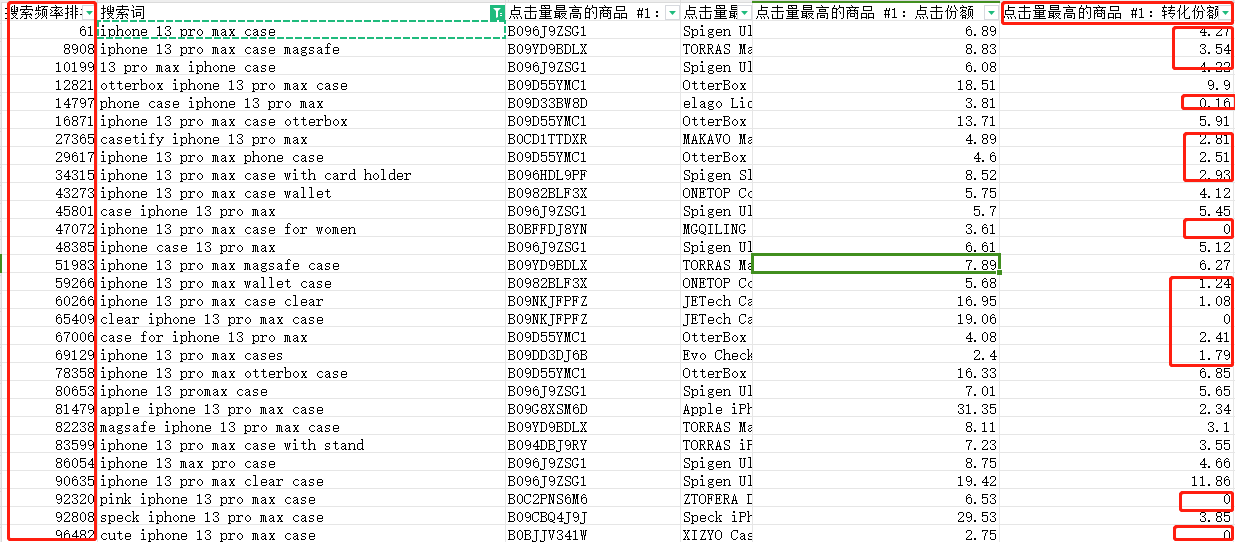 搜索频率排 搜索词 点击量最高的商品 #1: 点击量最 点击量最高的商品 #1: 点击份额 点击量最高的商品 #1: 转化份额
61 iphone 13 pro max case B096J9ZSG1 Spigen Ul 6.89 4.27
8908 iphone 13 pro max case magsafe B09YD9BDLX TORRAS Ma 8.83 3.54
10199 13 pro max iphone case B096J9ZSG1 Spigen Ul 6.08 4.22
12821 otterbox iphone 13 pro max case B09D55YMC1 OtterBox 18.51 9.9
14797 phone case iphone 13 pro max B09D33BW8D elago Lic 3.81 0.16
16871 iphone 13 pro max case otterbox B09D55YMC1 OtterBox 13.71 5.91
27365 casetify iphone 13 pro max B0CD1TTDXR MAKAVO Ma 4.89 2.81
29617 iphone 13 pro max phone case B09D55YMC1 OtterBox 4.6 2.51
34315 iphone 13 pro max case with card holder B096HDL9PF Spigen Sl 8.52 2.93
43273 iphone 13 pro max case wallet B0982BLF3X ONETOP Co 5.75 4.12
45801 case iphone 13 pro max B096J9ZSG1 Spigen Ul 5.7 5.45
47072 iphone 13 pro max case for women B0BFFDJ8YN MGQILING 3.61 0
48385 iphone case 13 pro max B096J9ZSG1 Spigen Ul 6.61 5.12
51983 iphone 13 pro max magsafe case B09YD9BDLX TORRAS Ma 7.89 6.27
59266 iphone 13 pro max wallet case B0982BLF3X ONETOP Co 5.68 1.24
60266 iphone 13 pro max case clear B09NKJFPFZ JETech Ca 16.95 1.08
65409 clear iphone 13 pro max case B09NKJFPFZ JETech Ca 19.06 0
67006 case for iphone 13 pro max B09D55YMC1 OtterBox 4.08 2.41
69129 iphone 13 pro max cases B09DD3DJ6B Evo Check 2.4 1.79
78358 iphone 13 pro max otterbox case B09D55YMC1 OtterBox 16.33 6.85
80653 iphone 13 promax case B096J9ZSG1 Spigen Ul 7.01 5.65
81479 apple iphone 13 pro max case B09G8XSM6D Apple iPh 31.35 2.34
82238 magsafe iphone 13 pro max case B09YD9BDLX TORRAS Ma 8.11 3.1
83599 iphone 13 pro max case with stand B094DBJ9RY TORRAS iP 7.23 3.55
86054 iphone 13 max pro case B096J9ZSG1 Spigen Ul 8.75 4.66
90635 iphone 13 pro max clear case B096J9ZSG1 Spigen Ul 19.42 11.86
92320 pink iphone 13 pro max case B0C2PNS6M6 ZTOFERA D 6.53 0
92808 speck iphone 13 pro max case B09CBQ4J9J Speck iPh 29.53 3.85
96482 cute iphone 13 pro max case B0BJJV341W XIZYO Cas 2.75 0